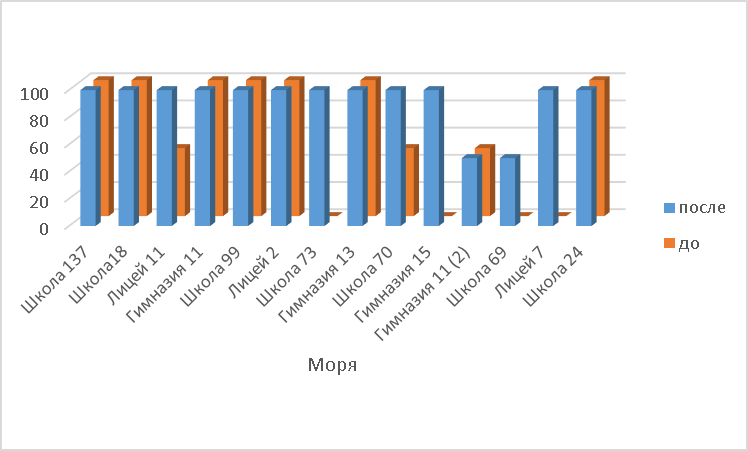 100
80
60
40
20
0
после
до
Школа 137
Школа18
Лицей 11
Гимназия 11
Школа 99
Лицей 2
Школа 73
Гимназия 13
Школа 70
Гимназия 15
Гимназия 11 (2)
Школа 69
Лицей 7
Школа 24
Моря